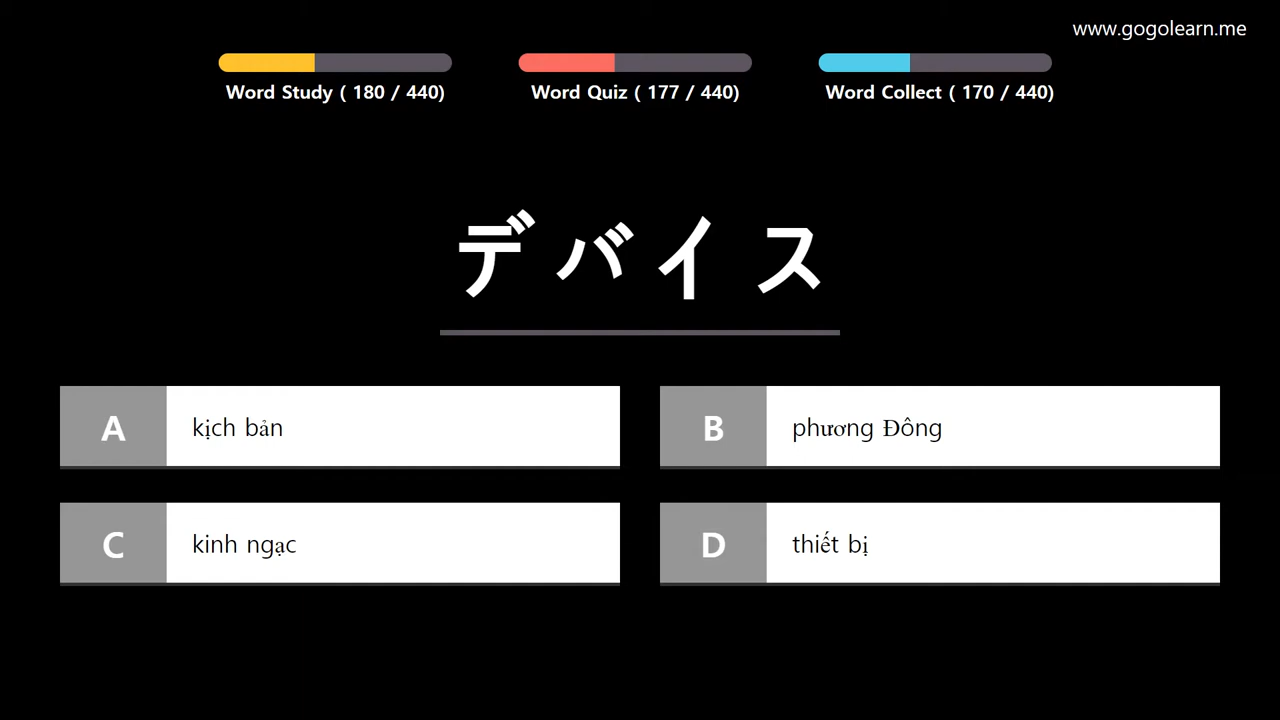 www.gogolearn.me
Word Study ( 180 / 440)
Word Quiz ( 177 / 440)
Word Collect ( 170 / 440)
デバイス
A kịch bản
B phương Đông
C kinh ngạc
D thiết bị